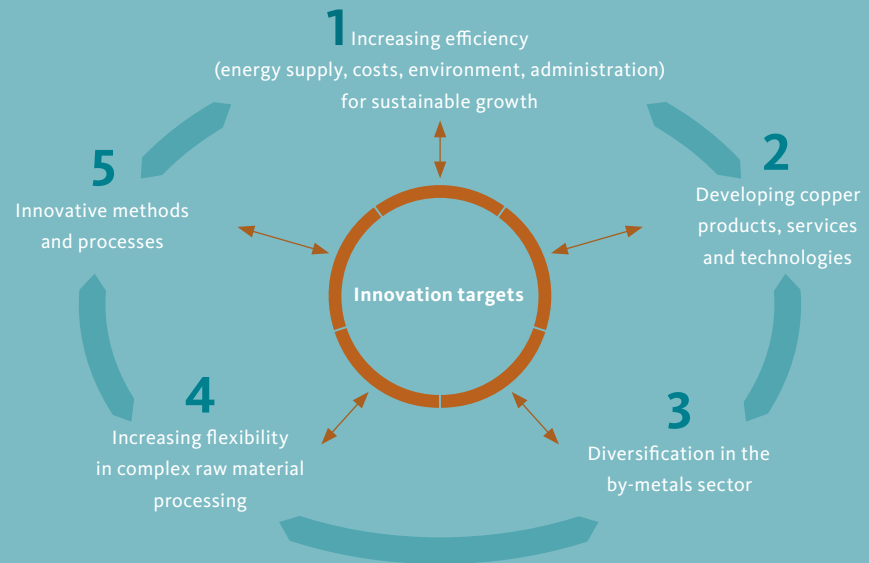 1 Increasing efficiency
(energy supply, costs, environment, administration)
for sustainable growth
2
Developing copper
products, services
and technologies
3
Diversification in the
by-metals sector
4
Increasing flexibility
in complex raw material
processing
5
Innovative methods
and processes
Innovation targets